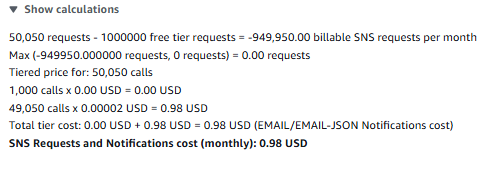 Show calculations
50,050 requests - 1000000 free tier requests = -949,950.00 billable SNS requests per month
Max (-949950.000000 requests, 0 requests) = 0.00 requests
Tiered price for: 50,050 calls
1,000 calls x 0.00 USD = 0.00 USD
49,050 calls x 0.00002 USD = 0.98 USD
Total tier cost: 0.00 USD + 0.98 USD = 0.98 USD (EMAIL/EMAIL-JSON Notifications cost)
SNS Requests and Notifications cost (monthly): 0.98 USD